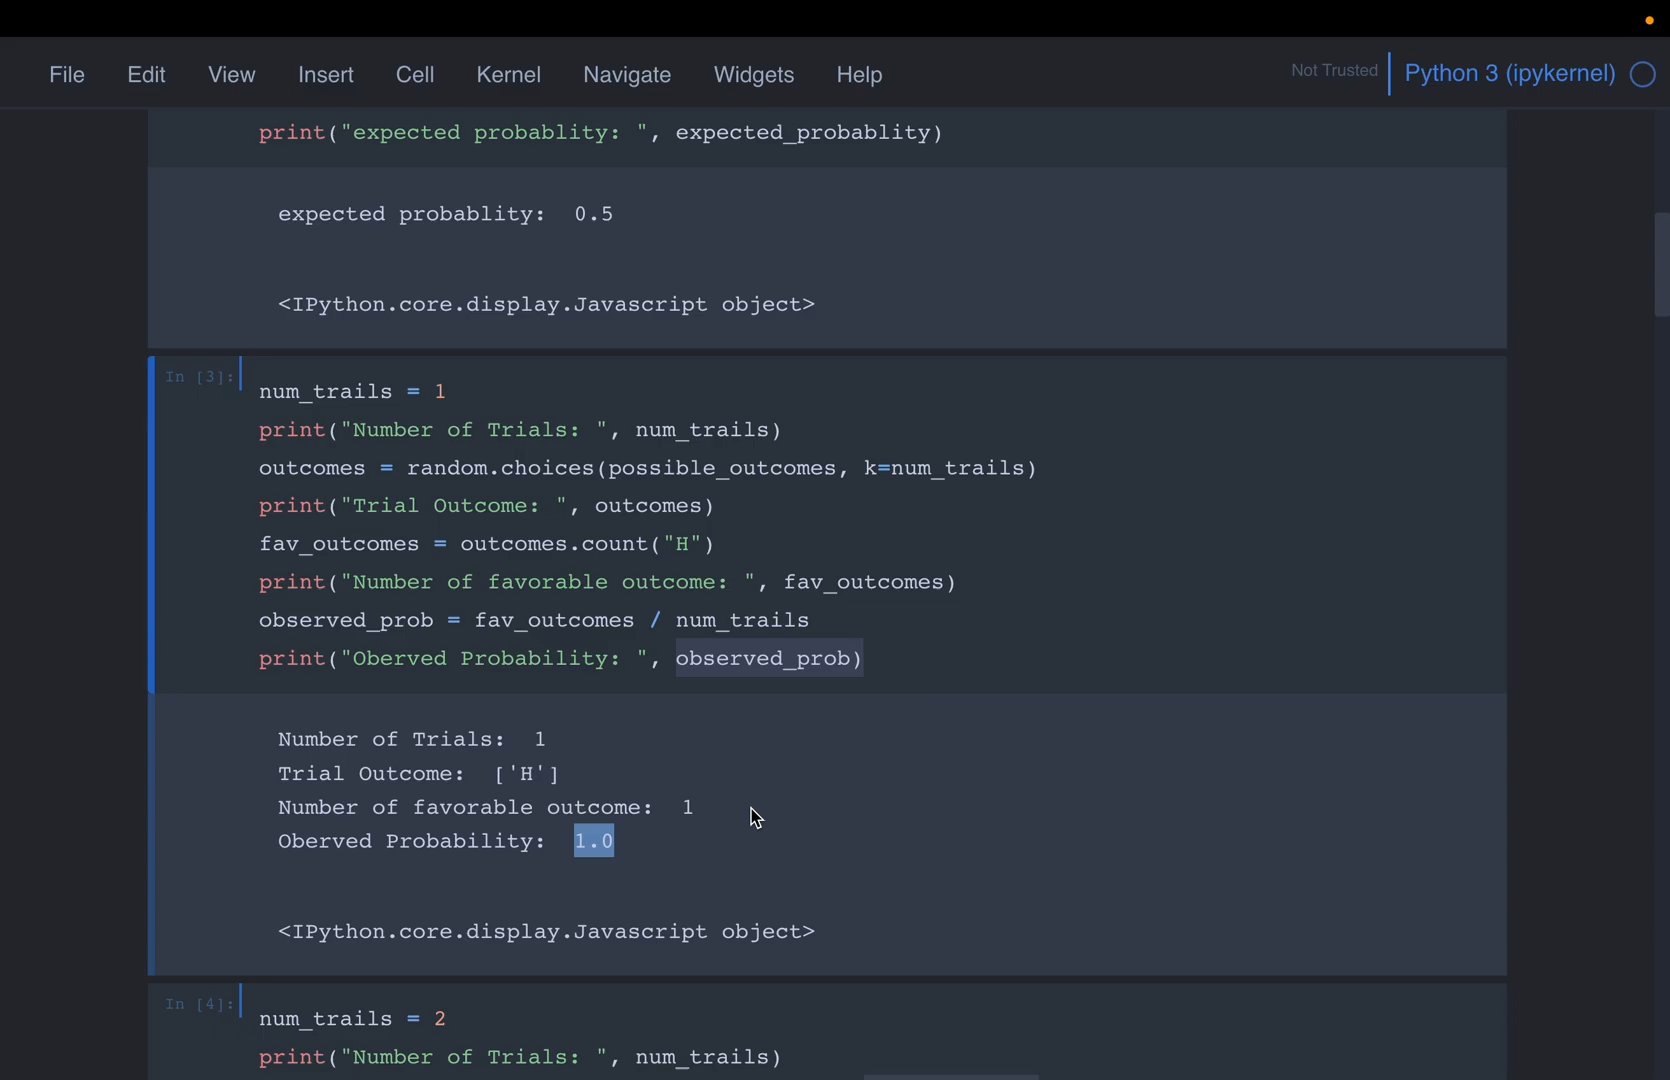 File Edit View Insert Cell Kernel Navigate Widgets Help Not Trusted Python 3 (ipykernel)
print("expected probablity: ", expected_probablity)
expected probablity:  0.5
<IPython.core.display.Javascript object>
In [3]:
num_trails = 1
print("Number of Trials: ", num_trails)
outcomes = random.choices(possible_outcomes, k=num_trails)
print("Trial Outcome: ", outcomes)
fav_outcomes = outcomes.count("H")
print("Number of favorable outcome: ", fav_outcomes)
observed_prob = fav_outcomes / num_trails
print("Oberved Probability: ", observed_prob)
Number of Trials:  1
Trial Outcome:  ['H']
Number of favorable outcome:  1
Oberved Probability:  1.0
<IPython.core.display.Javascript object>
In [4]:
num_trails = 2
print("Number of Trials: ", num_trails)